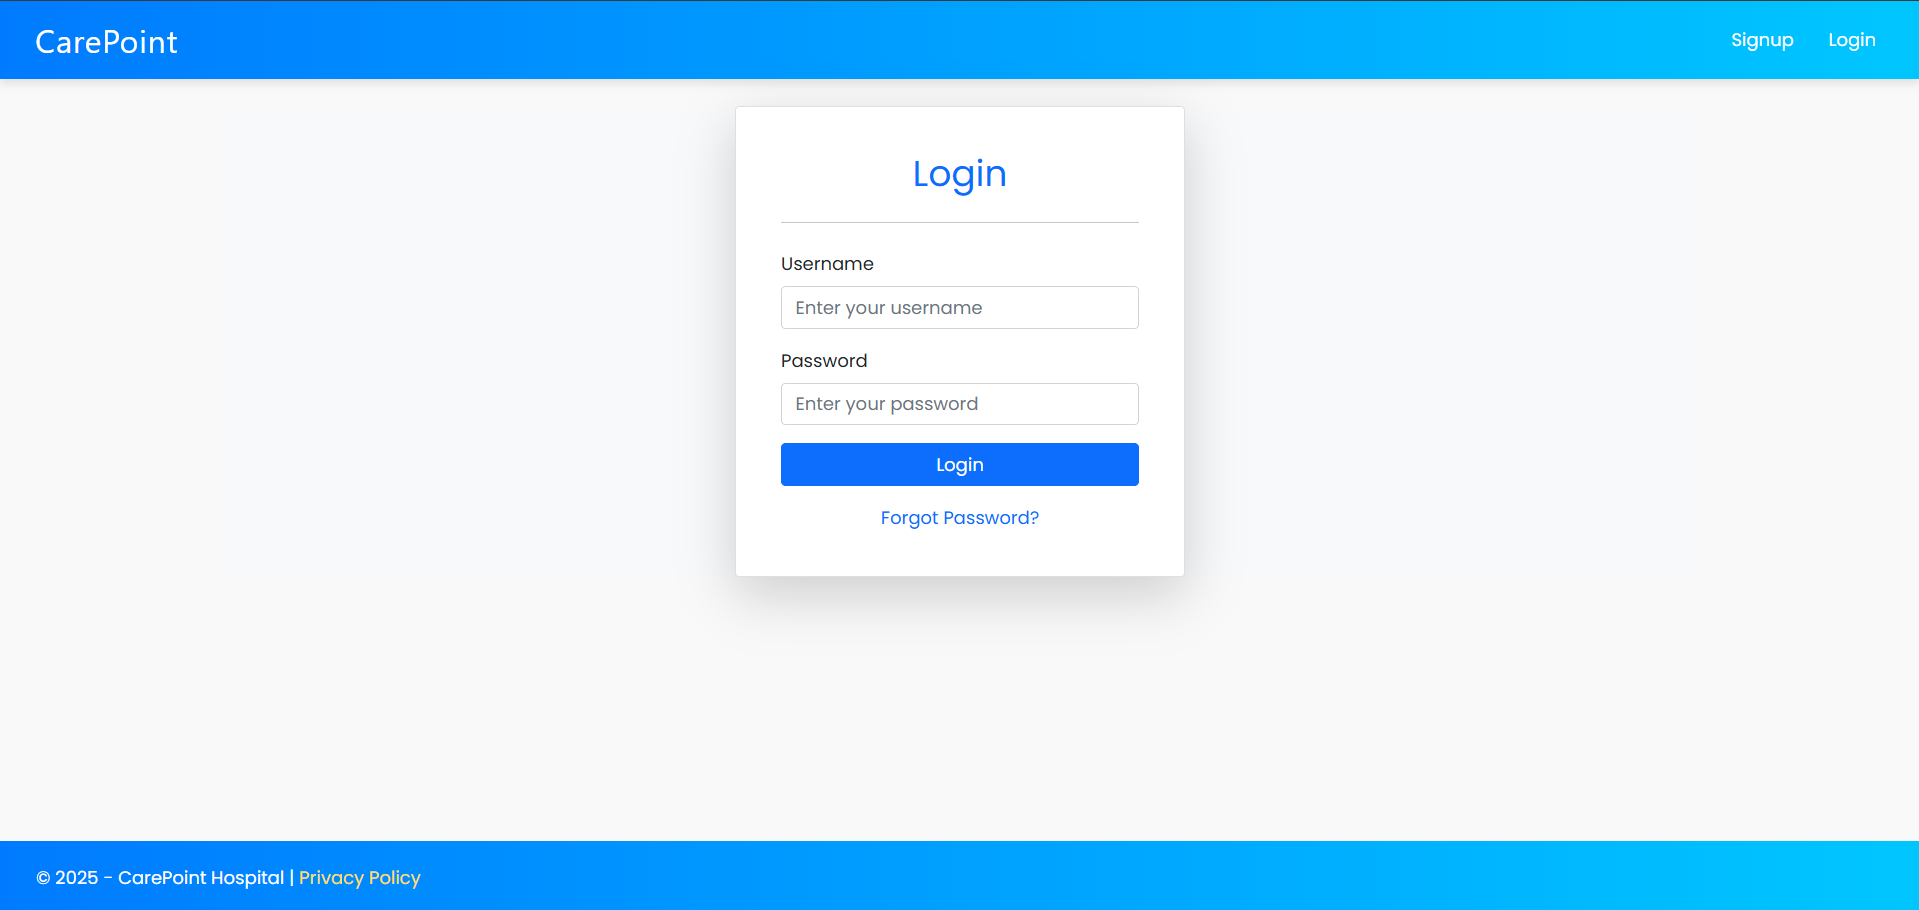 CarePoint
Signup Login
Login
Username
Enter your username
Password
Enter your password
Login
Forgot Password?
© 2025 - CarePoint Hospital | Privacy Policy